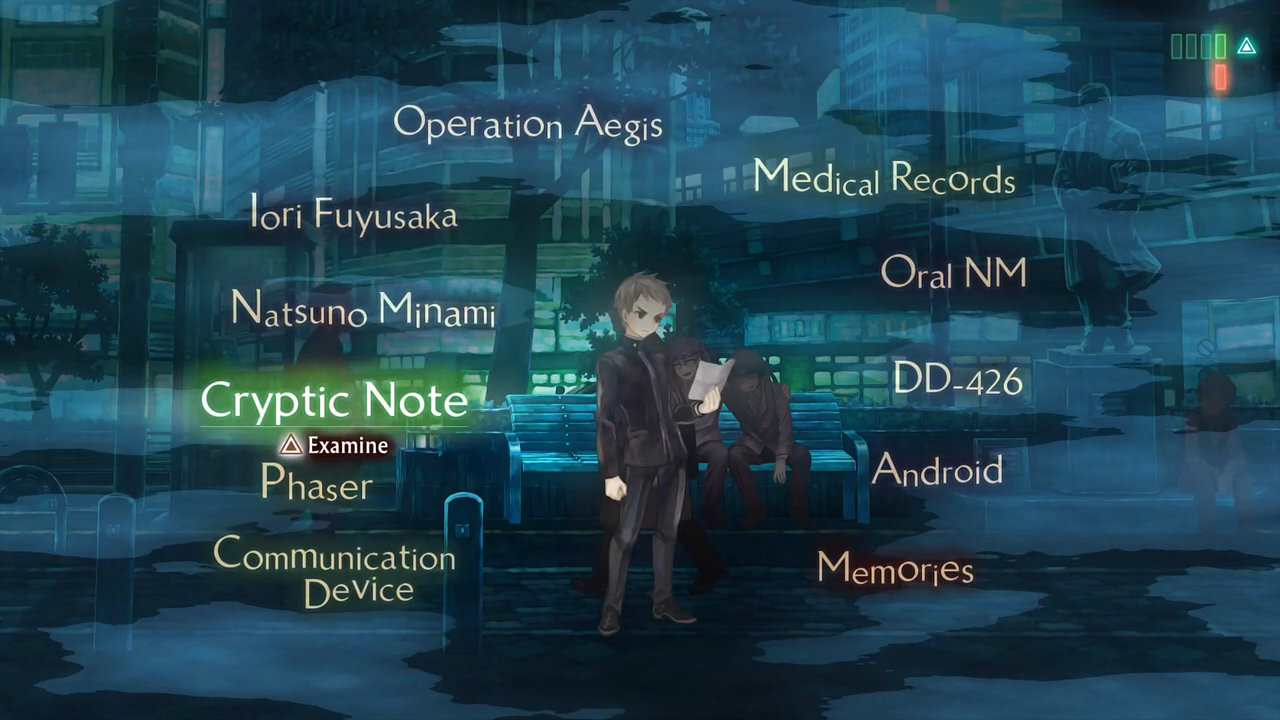 Operation Aegis
Medical Records
Iori Fuyusaka
Oral NM
Natsuno Minami
DD-426
Cryptic Note
Examine
Android
Phaser
Communication
Device
Memories